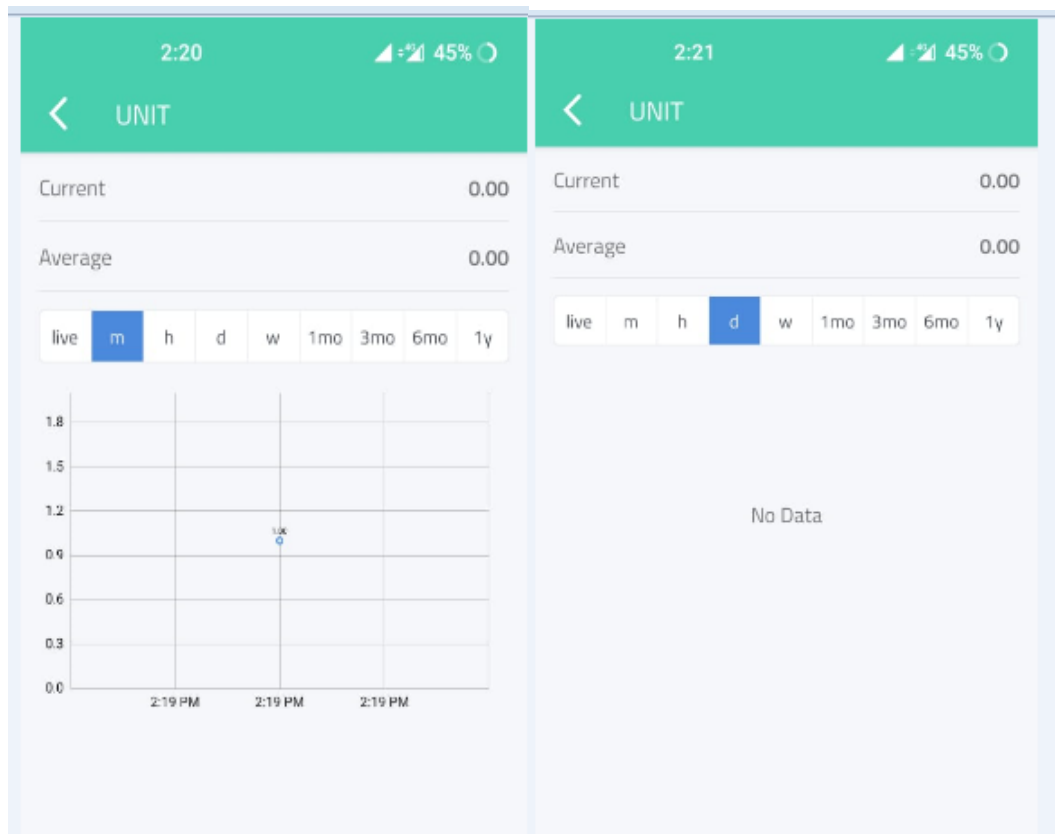 2:20
45%
UNIT
Current 0.00
Average 0.00
live m h d w 1mo 3mo 6mo 1y
1.8
1.5
1.2
1.00
0.9
0.6
0.3
0.0
2:19 PM 2:19 PM 2:19 PM
2:21
45%
UNIT
Current 0.00
Average 0.00
live m h d w 1mo 3mo 6mo 1y
No Data